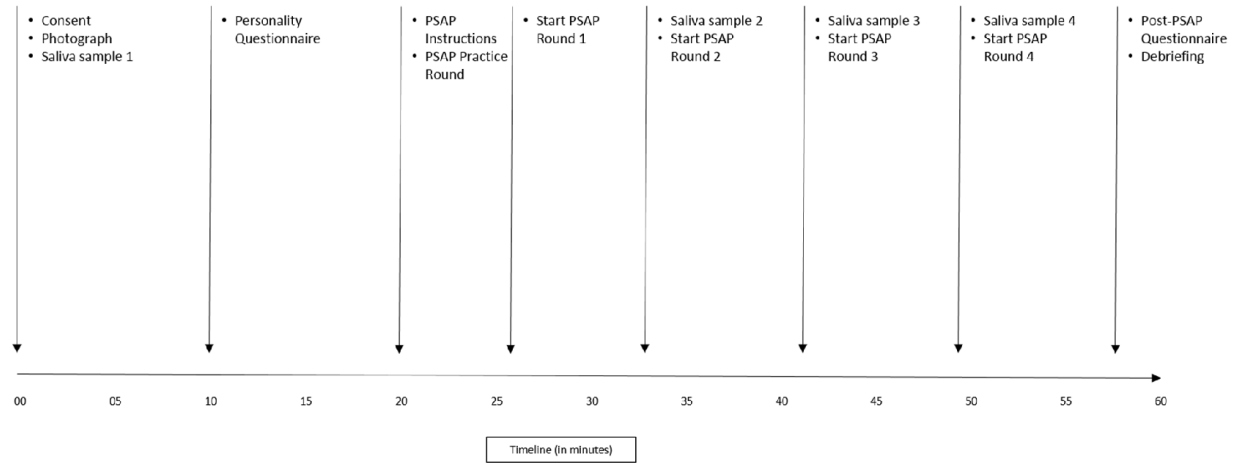 • Consent
• Photograph
• Saliva sample 1
• Personality
Questionnaire
• PSAP
Instructions
• PSAP Practice
Round
• Start PSAP
Round 1
• Saliva sample 2
• Start PSAP
Round 2
• Saliva sample 3
• Start PSAP
Round 3
• Saliva sample 4
• Start PSAP
Round 4
• Post-PSAP
Questionnaire
• Debriefing
00 05 10 15 20 25 30 35 40 45 50 55 60
Timeline (in minutes)